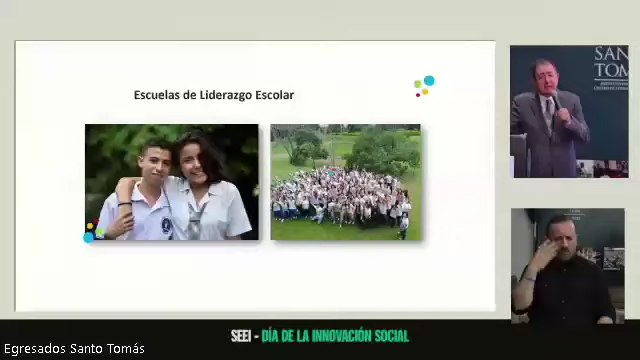 Escuelas de Liderazgo Escolar
SAN
TOM
SEEI - DÍA DE LA INNOVACIÓN SOCIAL
Egresados Santo Tomás